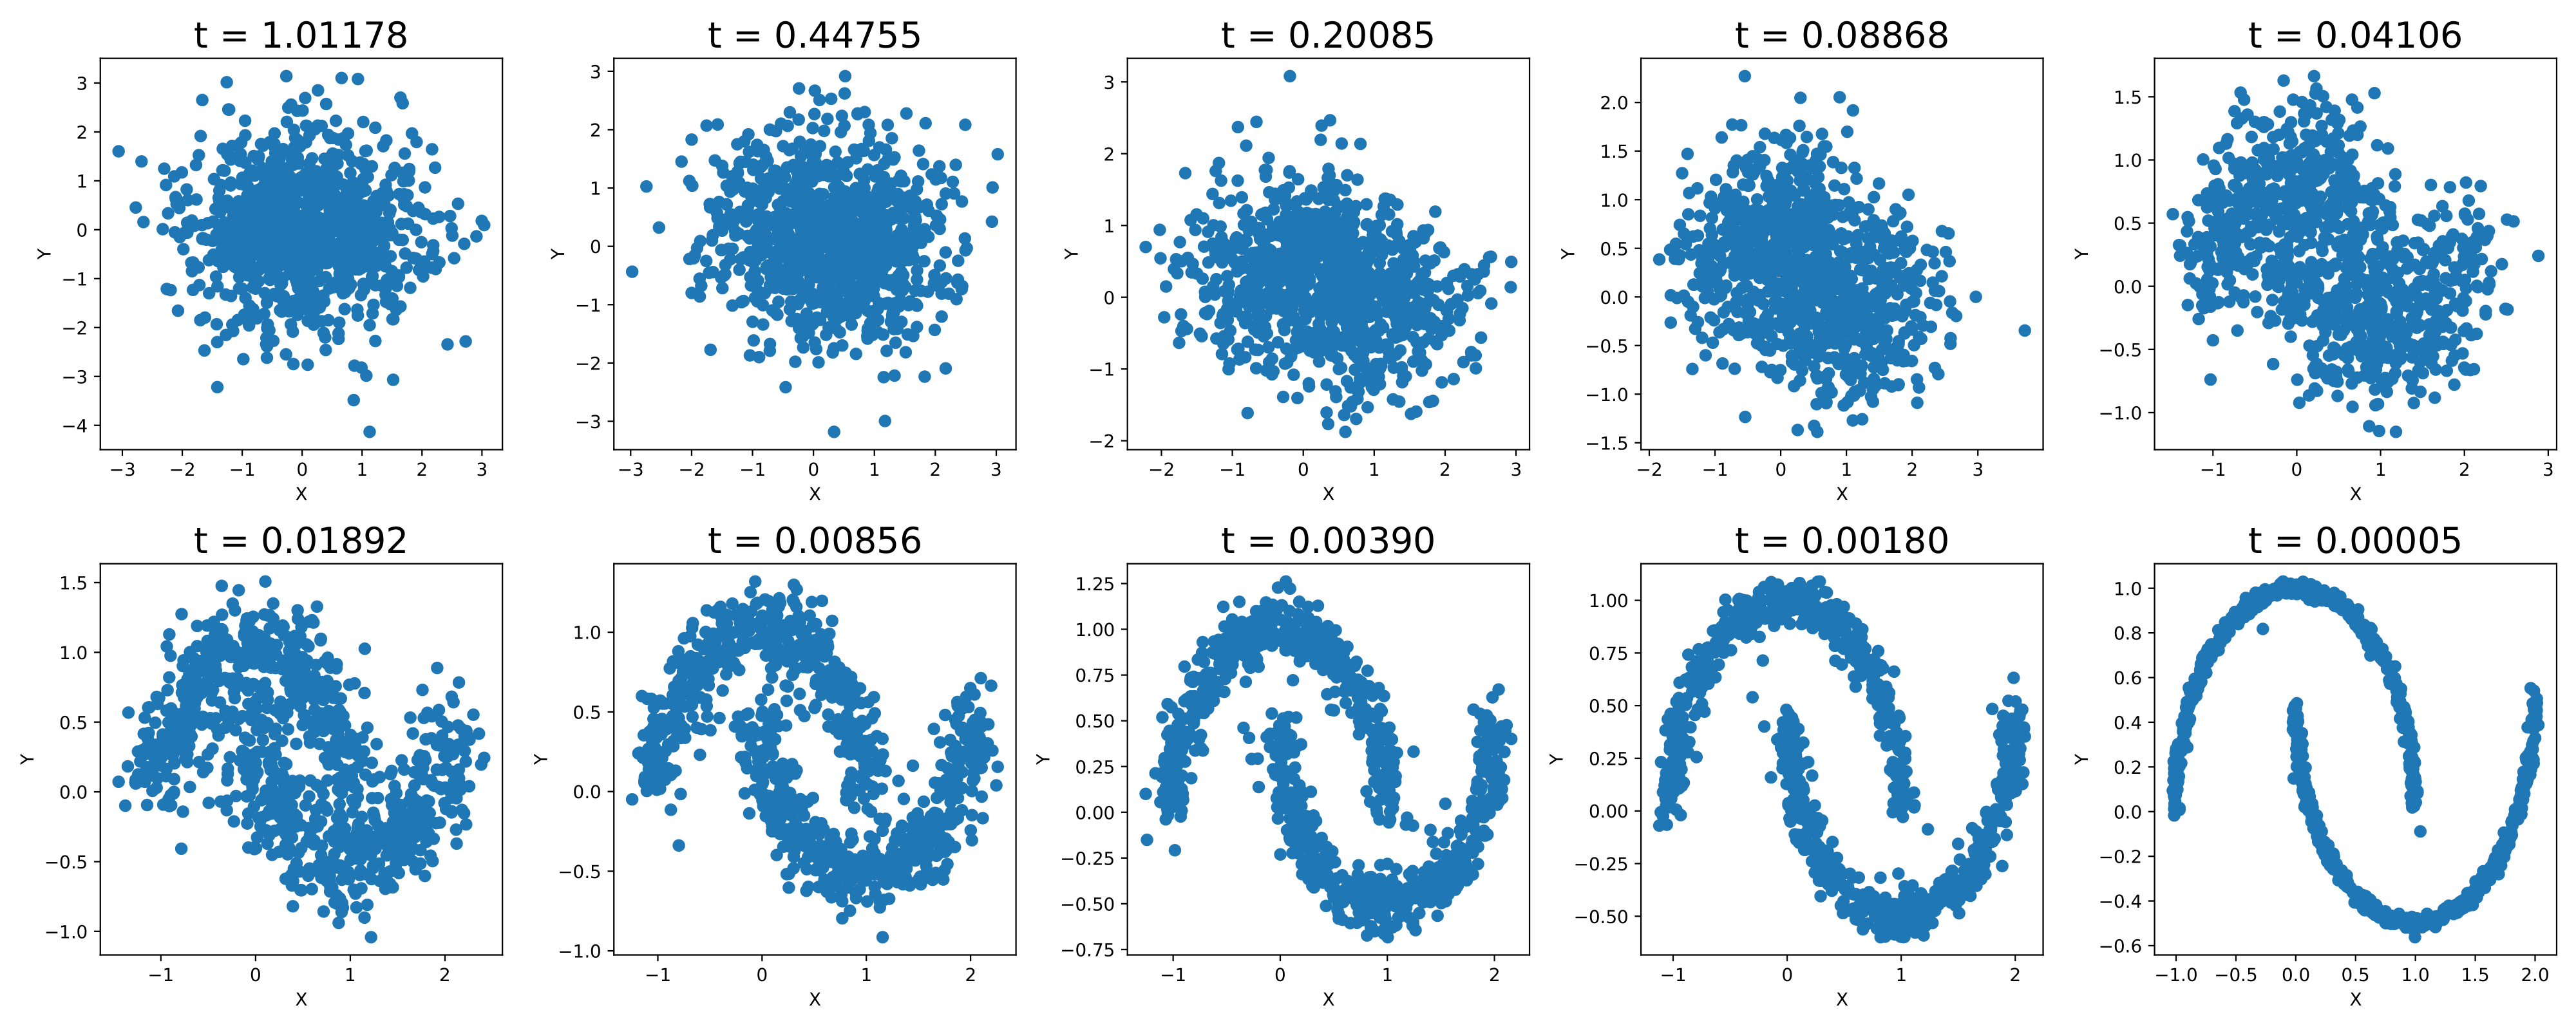 t = 1.01178
t = 0.44755
t = 0.20085
t = 0.08868
t = 0.04106
3
2
1
0
−1
−2
−3
−4
Y
−3 −2 −1 0 1 2 3
X
3
2
1
0
−1
−2
−3
Y
−3 −2 −1 0 1 2 3
X
3
2
1
0
−1
−2
Y
−2 −1 0 1 2 3
X
2.0
1.5
1.0
0.5
0.0
−0.5
−1.0
−1.5
Y
−2 −1 0 1 2 3
X
1.5
1.0
0.5
0.0
−0.5
−1.0
Y
−1 0 1 2 3
X
t = 0.01892
t = 0.00856
t = 0.00390
t = 0.00180
t = 0.00005
1.5
1.0
0.5
0.0
−0.5
−1.0
Y
−1 0 1 2
X
1.0
0.5
0.0
−0.5
−1.0
Y
−1 0 1 2
X
1.25
1.00
0.75
0.50
0.25
0.00
−0.25
−0.50
−0.75
Y
−1 0 1 2
X
1.00
0.75
0.50
0.25
0.00
−0.25
−0.50
Y
−1 0 1 2
X
1.0
0.8
0.6
0.4
0.2
0.0
−0.2
−0.4
−0.6
Y
−1.0 −0.5 0.0 0.5 1.0 1.5 2.0
X